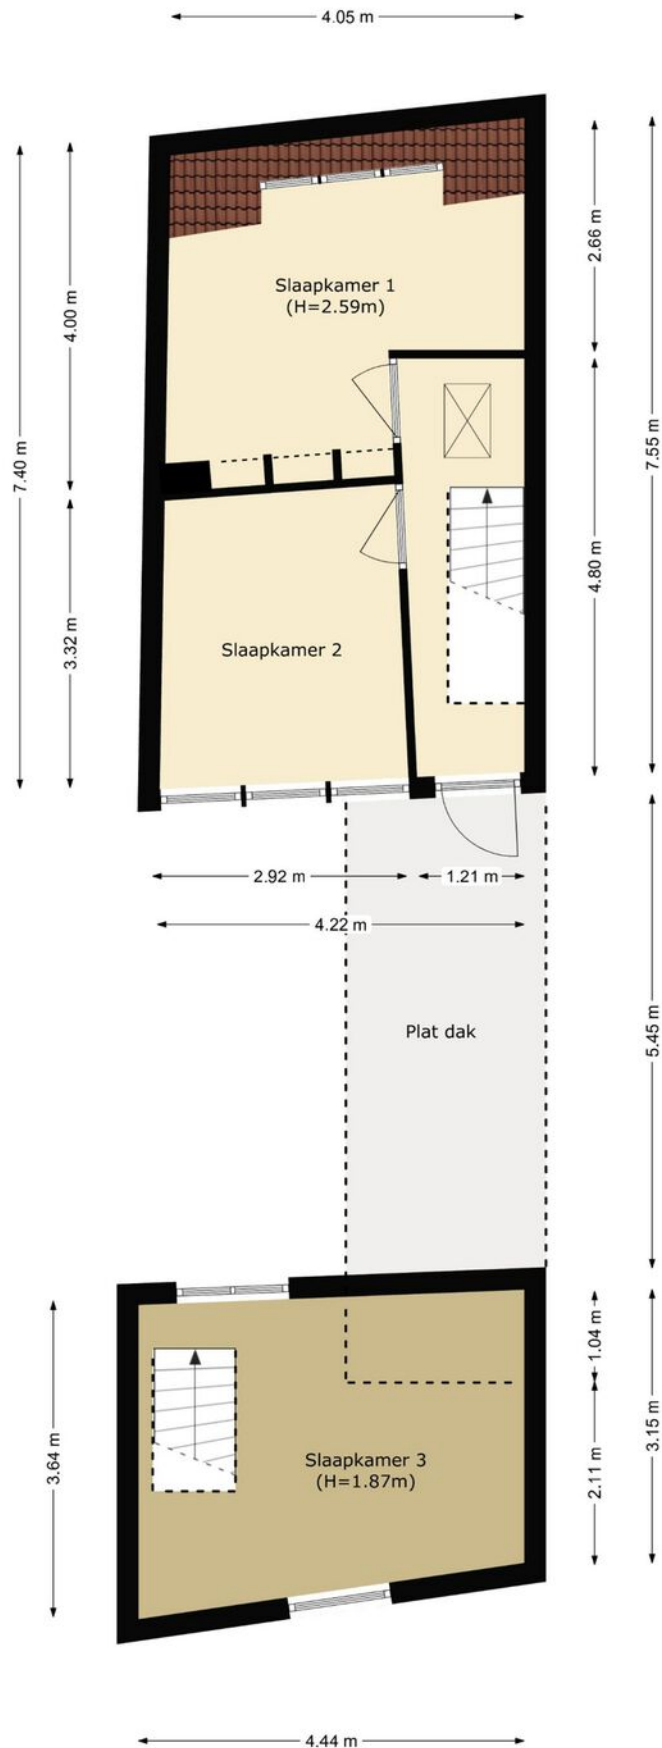 4.05 m
2.66 m
7.55 m
4.00 m
7.40 m
Slaapkamer 1
(H=2.59m)
4.80 m
3.32 m
Slaapkamer 2
2.92 m
1.21 m
4.22 m
Plat dak
5.45 m
1.04 m
3.15 m
3.64 m
Slaapkamer 3
(H=1.87m)
2.11 m
4.44 m